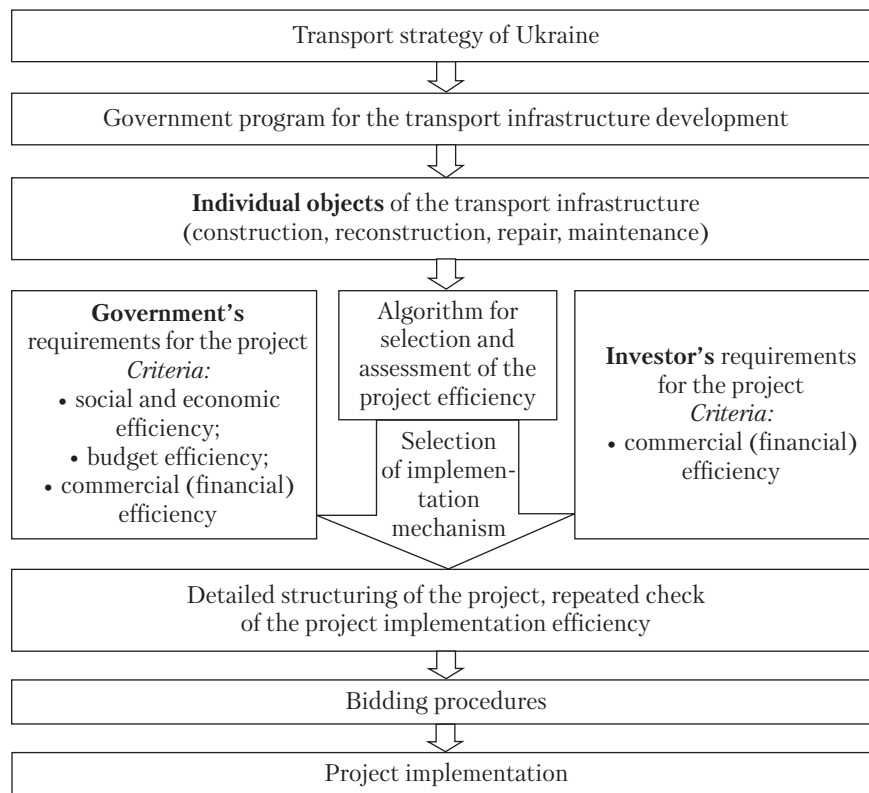 Transport strategy of Ukraine
Government program for the transport infrastructure development
Individual objects of the transport infrastructure
(construction, reconstruction, repair, maintenance)
Government’s
requirements for the project
Criteria:
• social and economic
efficiency;
• budget efficiency;
• commercial (financial)
efficiency
Algorithm for
selection and
assessment of the
project efficiency
Selection
of implemen-
tation
mechanism
Investor’s requirements
for the project
Criteria:
• commercial (financial)
efficiency
Detailed structuring of the project, repeated check
of the project implementation efficiency
Bidding procedures
Project implementation